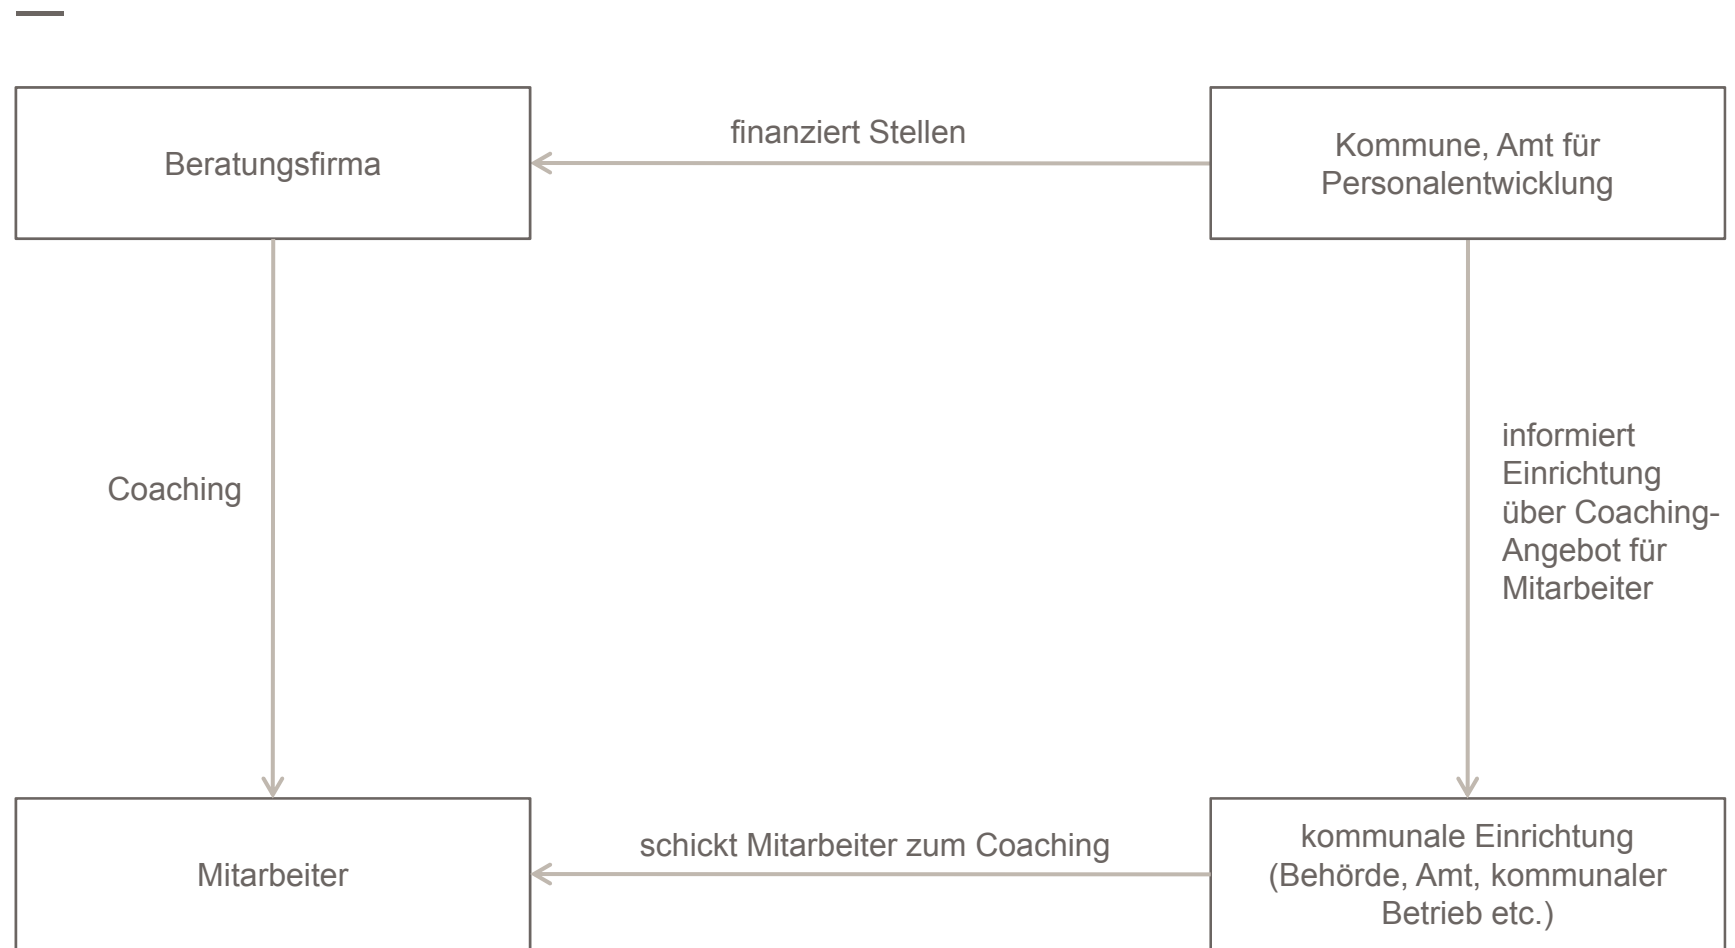 finanziert Stellen
Beratungsfirma
Kommune, Amt für
Personalentwicklung
Coaching
informiert
Einrichtung
über Coaching-
Angebot für
Mitarbeiter
schickt Mitarbeiter zum Coaching
Mitarbeiter
kommunale Einrichtung
(Behörde, Amt, kommunaler
Betrieb etc.)